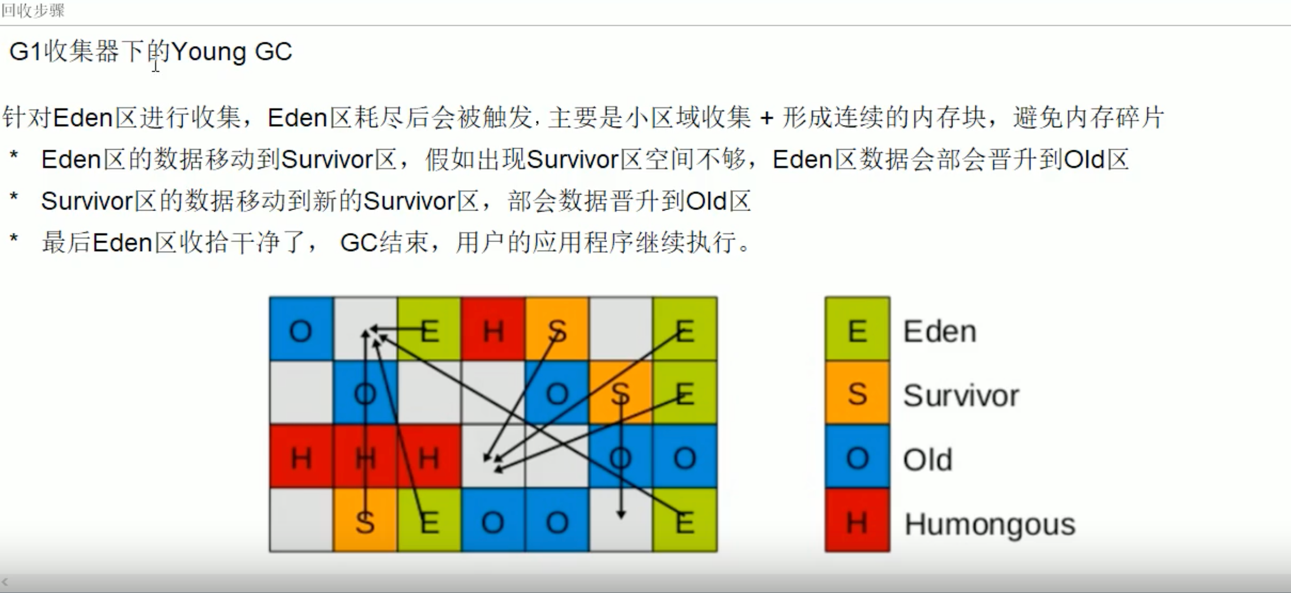 回收步骤
G1收集器下的Young GC
针对Eden区进行收集，Eden区耗尽后会被触发，主要是小区域收集 + 形成连续的内存块，避免内存碎片
* Eden区的数据移动到Survivor区，假如出现Survivor区空间不够，Eden区数据会部会晋升到Old区
* Survivor区的数据移动到新的Survivor区，部会数据晋升到Old区
* 最后Eden区收拾干净了， GC结束，用户的应用程序继续执行。
O E H S E
O O S E
H H H O O
S E O O E
E Eden
S Survivor
O Old
H Humongous